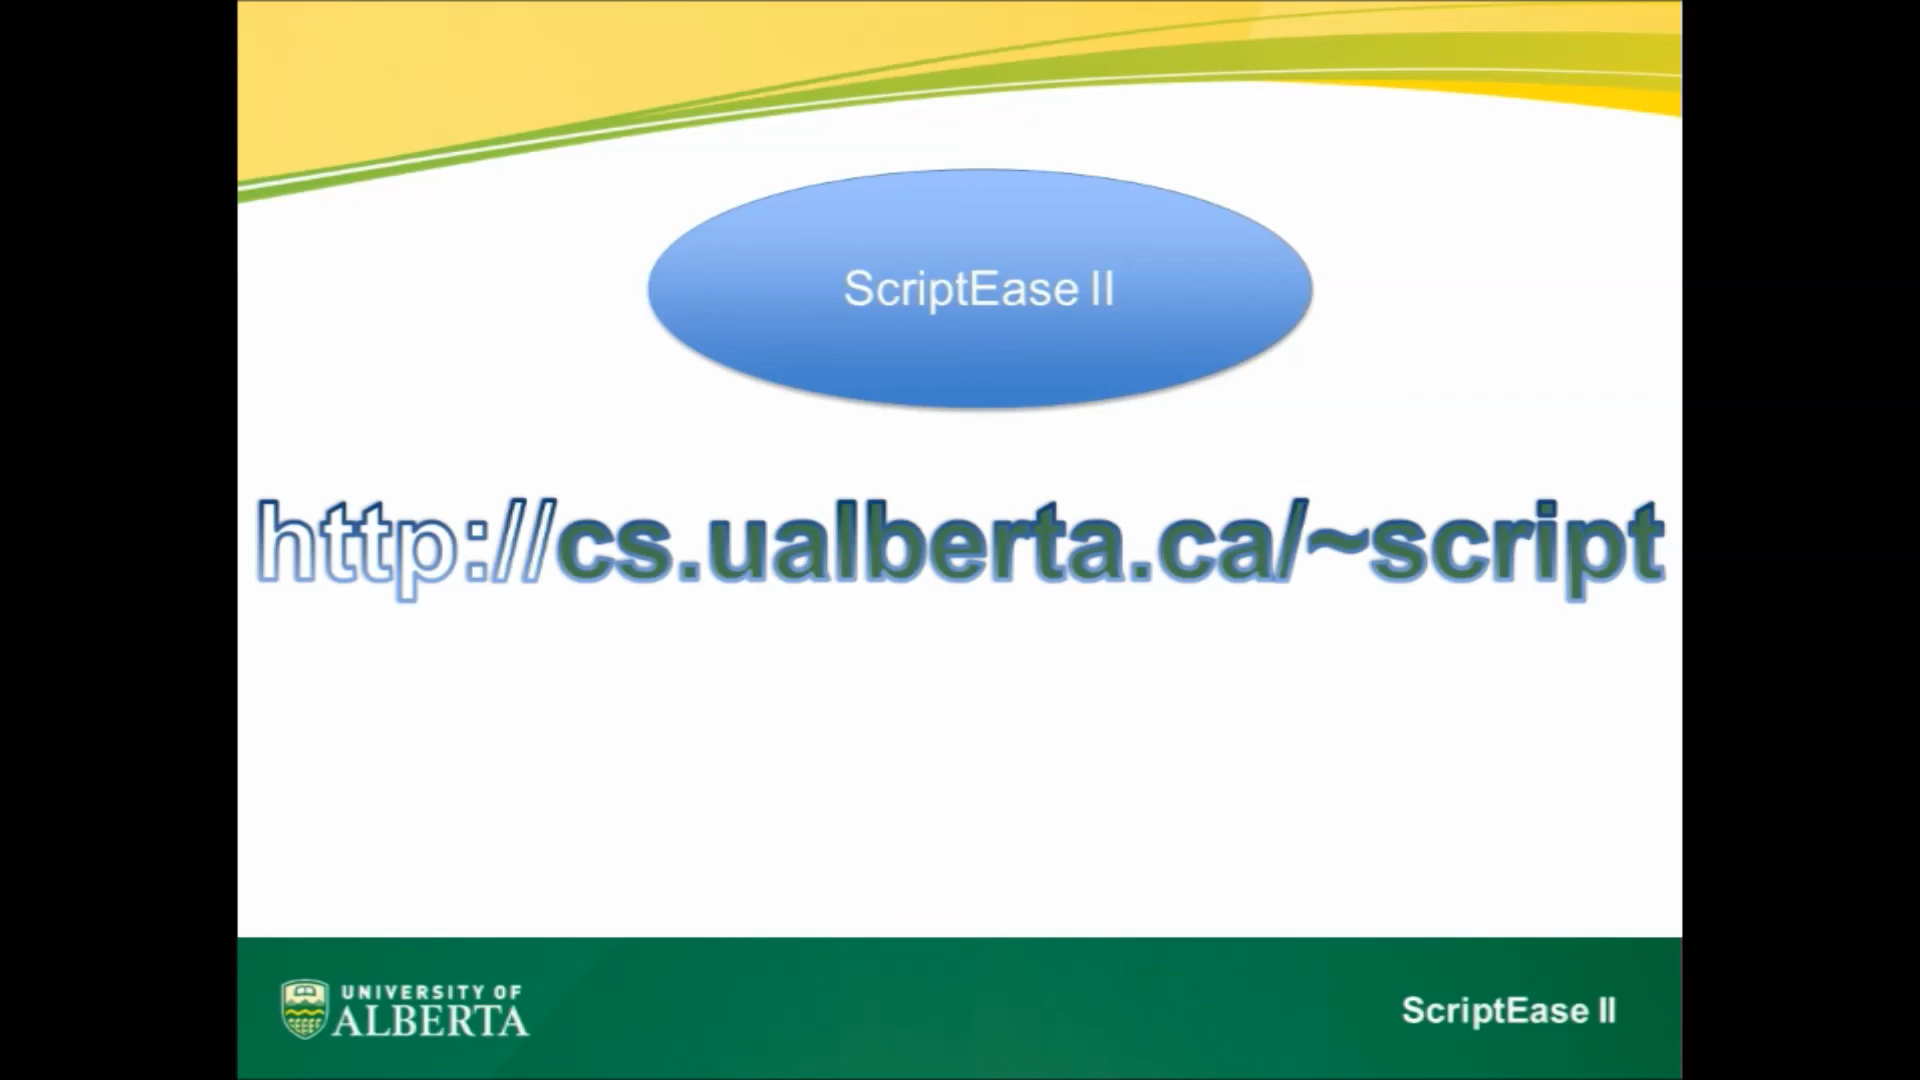 ScriptEase II
http://cs.ualberta.ca/~script
UNIVERSITY OF
ALBERTA
ScriptEase II